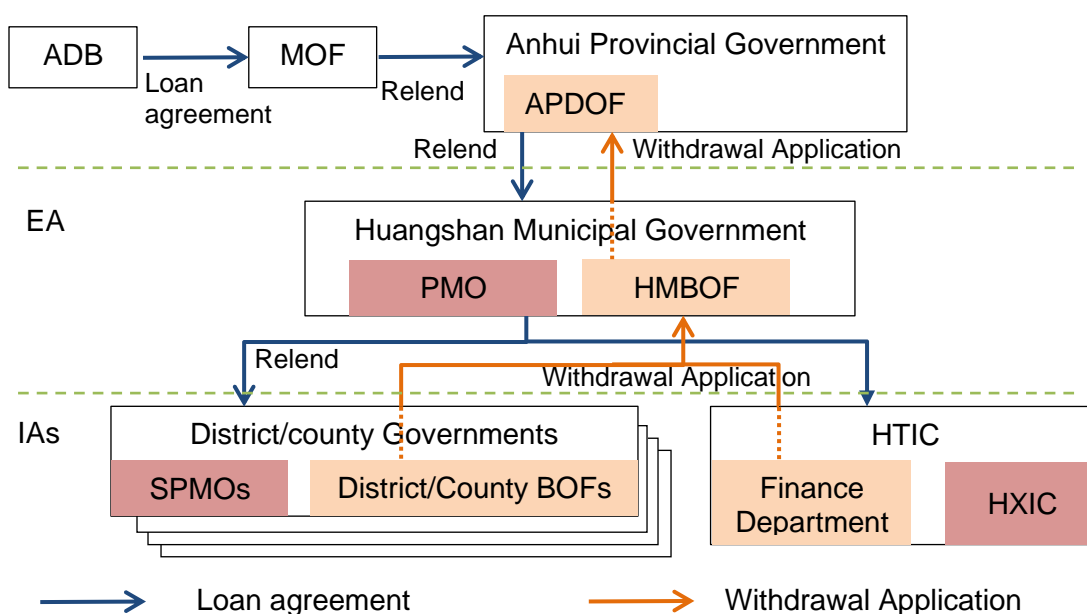 ADB
MOF
Anhui Provincial Government
Loan
agreement
Relend
APDOF
Relend
Withdrawal Application
EA
Huangshan Municipal Government
PMO
HMBOF
Relend
Withdrawal Application
IAs
District/county Governments
HTIC
SPMOs
District/County BOFs
Finance
Department
HXIC
Loan agreement
Withdrawal Application